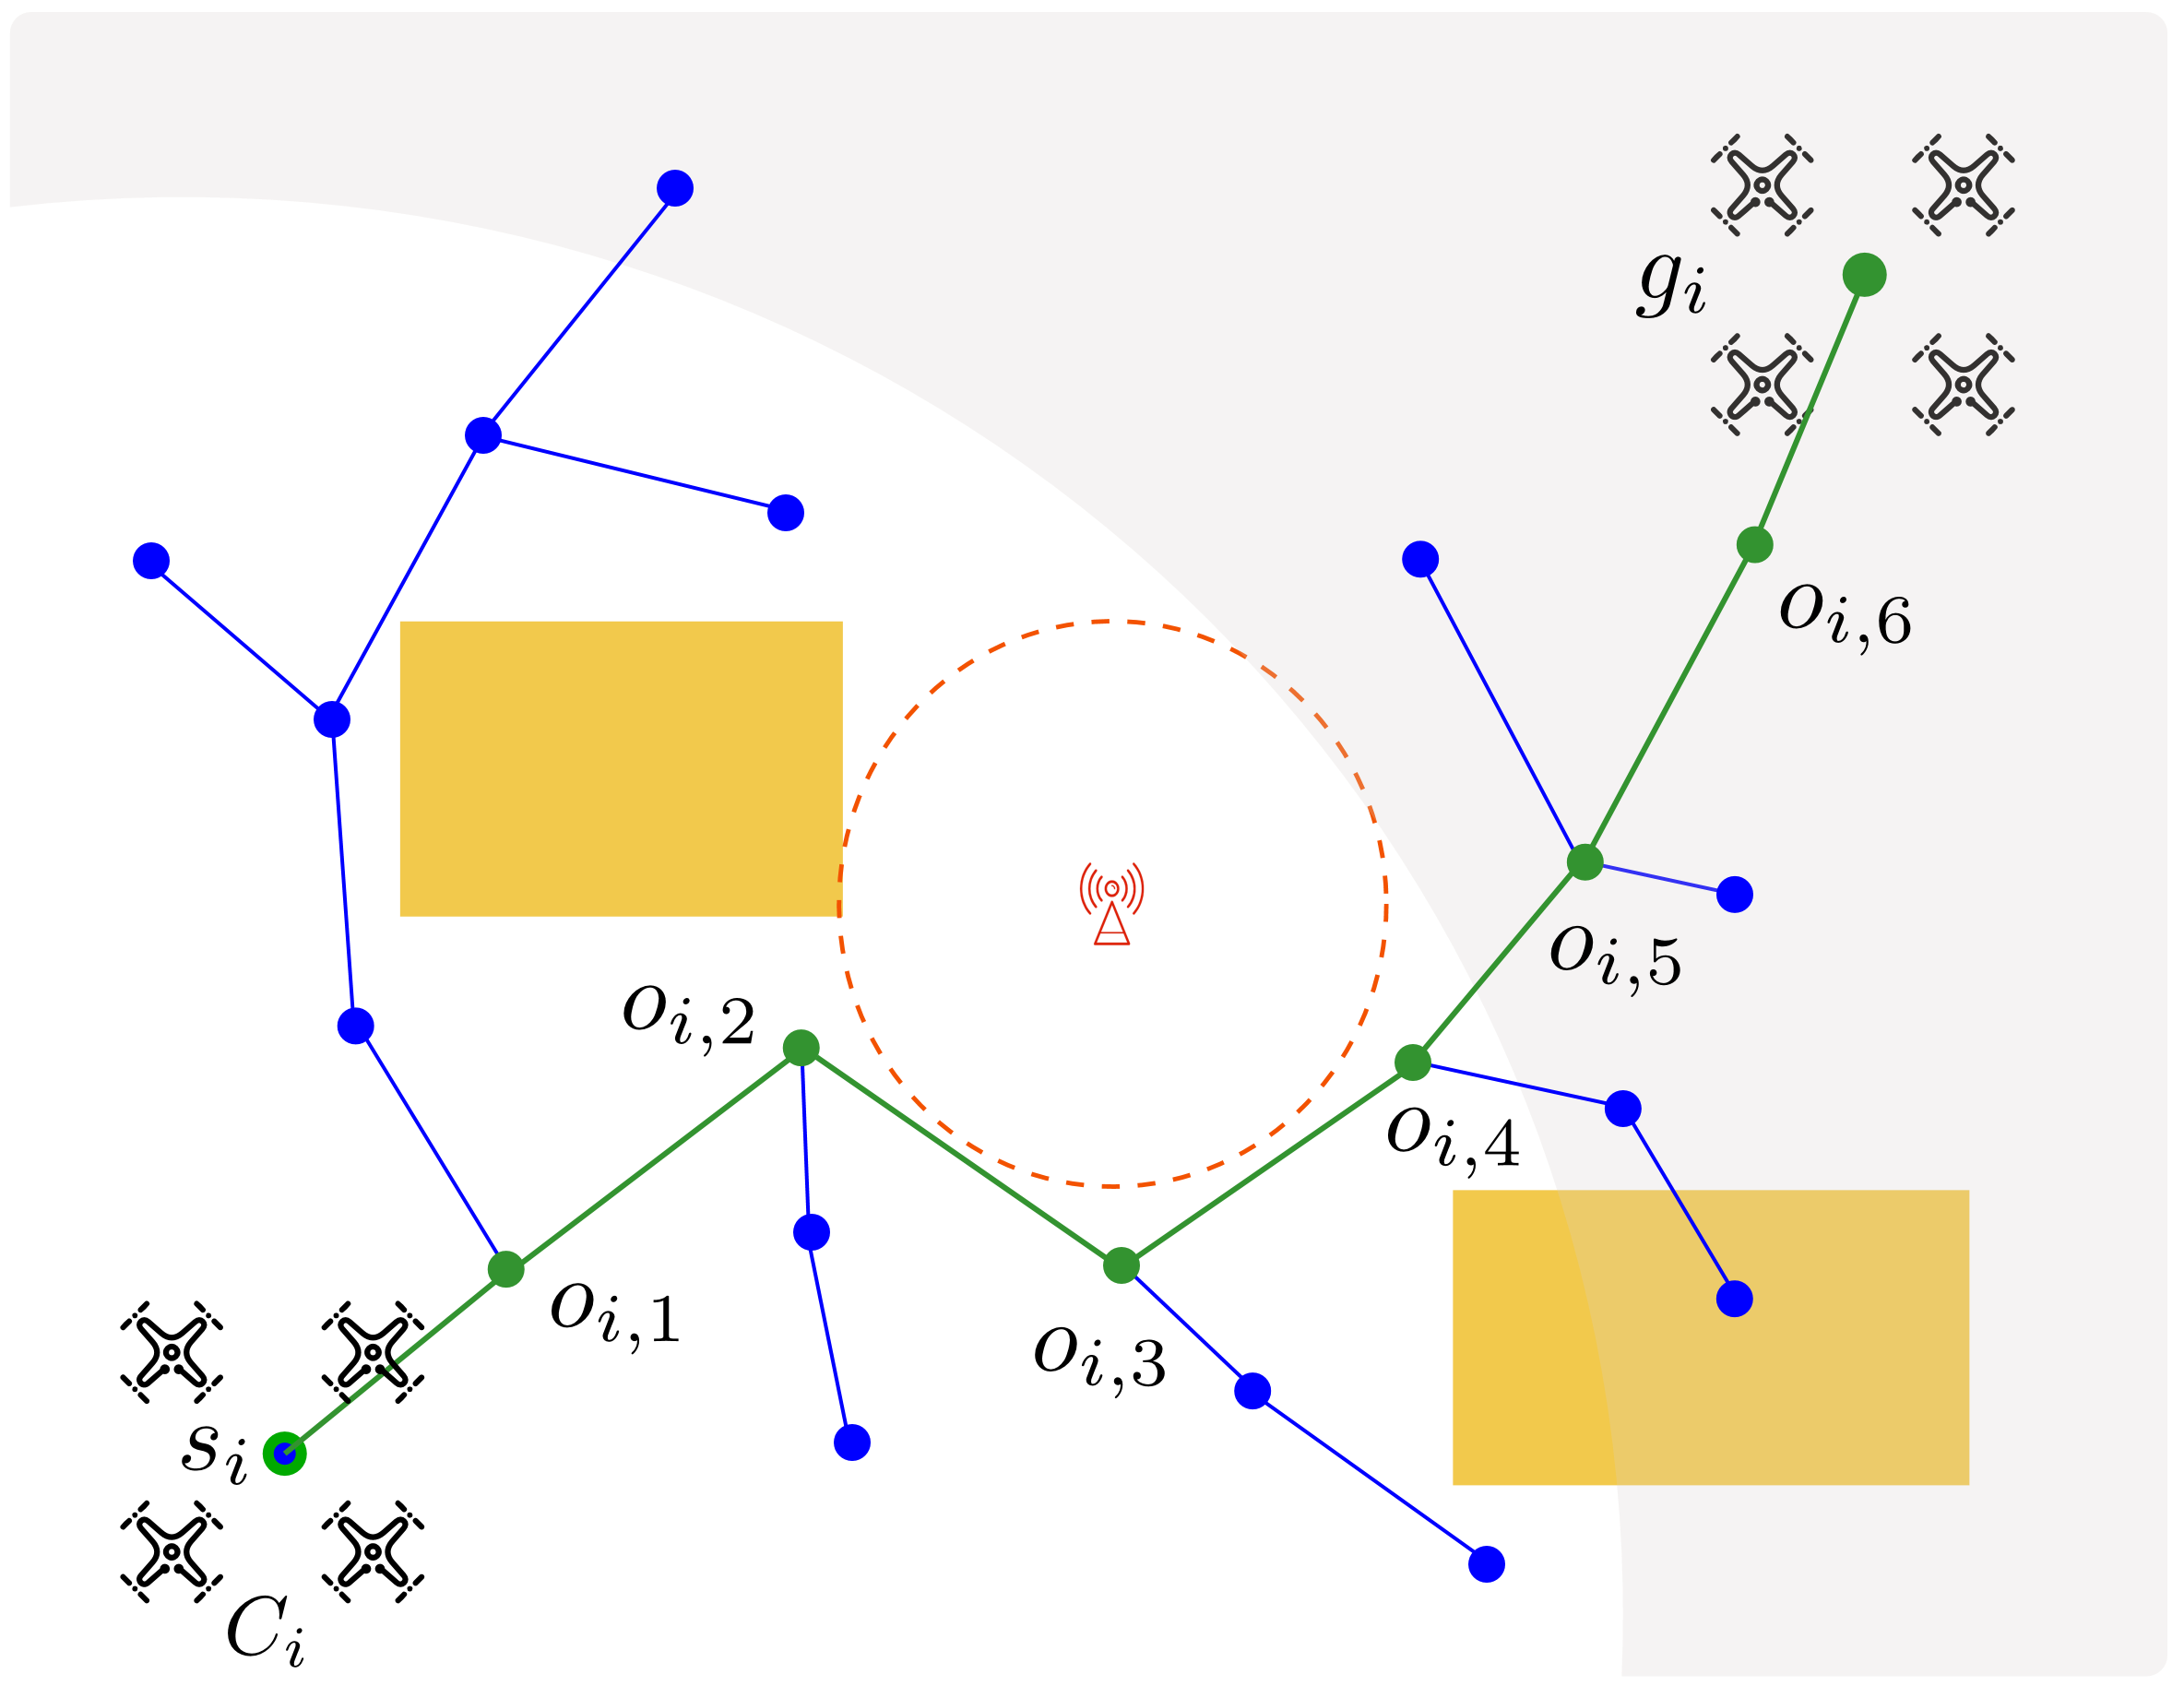 g_i
o_{i,6}
o_{i,5}
o_{i,2}
o_{i,4}
o_{i,1}
o_{i,3}
s_i
C_i